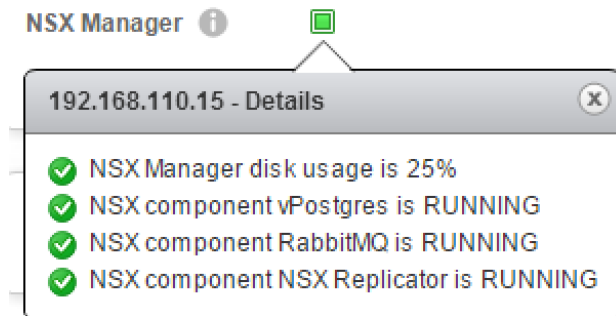 NSX Manager
192.168.110.15 - Details
NSX Manager disk usage is 25%
NSX component vPostgres is RUNNING
NSX component RabbitMQ is RUNNING
NSX component NSX Replicator is RUNNING